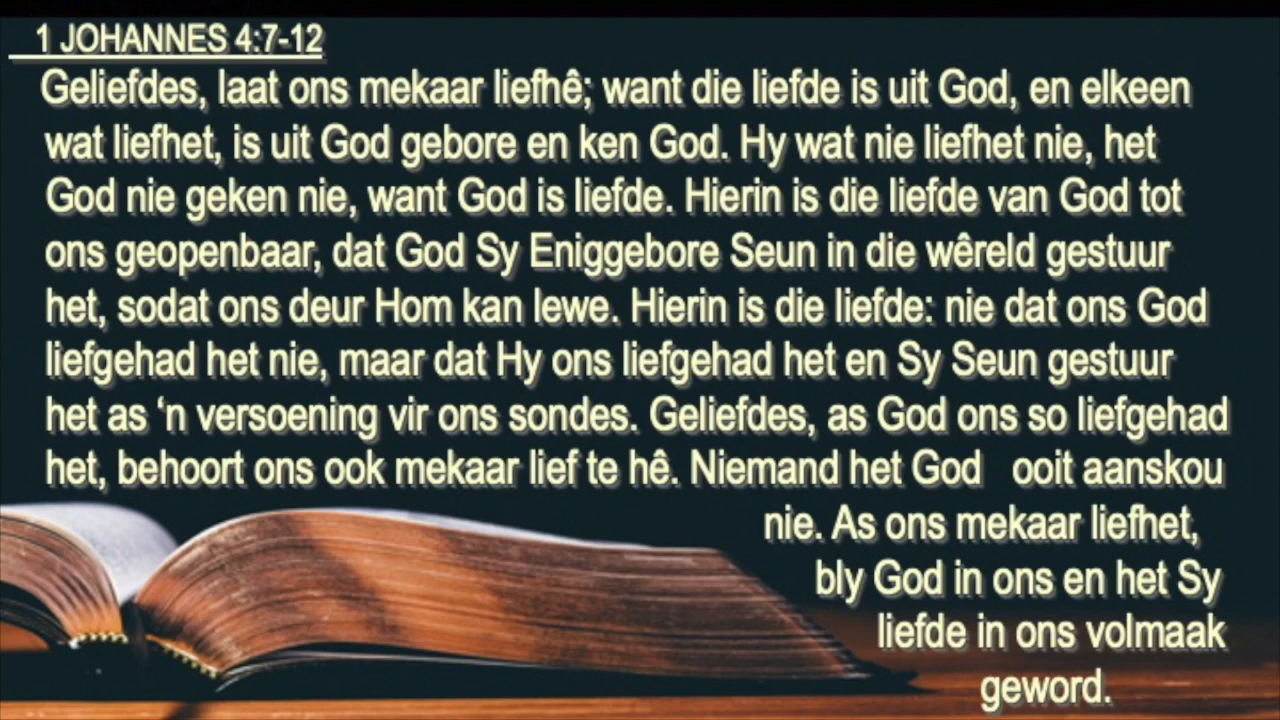 1 JOHANNES 4:7-12
Geliefdes, laat ons mekaar liefhê; want die liefde is uit God, en elkeen
wat liefhet, is uit God gebore en ken God. Hy wat nie liefhet nie, het
God nie geken nie, want God is liefde. Hierin is die liefde van God tot
ons geopenbaar, dat God Sy Eniggebore Seun in die wêreld gestuur
het, sodat ons deur Hom kan lewe. Hierin is die liefde: nie dat ons God
liefgehad het nie, maar dat Hy ons liefgehad het en Sy Seun gestuur
het as ‘n versoening vir ons sondes. Geliefdes, as God ons so liefgehad
het, behoort ons ook mekaar lief te hê. Niemand het God ooit aanskou
nie. As ons mekaar liefhet,
bly God in ons en het Sy
liefde in ons volmaak
geword.